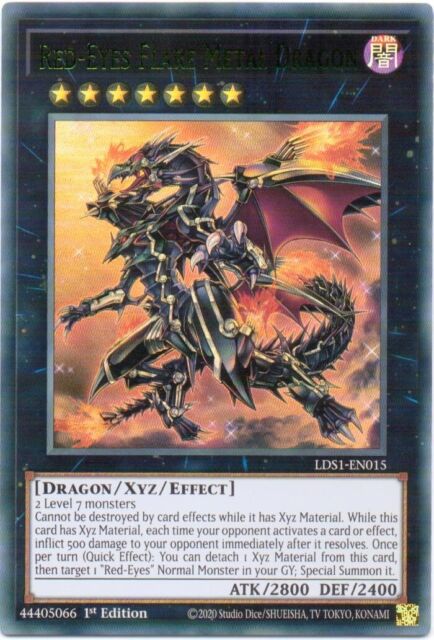 RED-EYES FLARE METAL DRAGON
DARK
闇
LDS1-EN015
[DRAGON/XYZ/EFFECT]
2 Level 7 monsters
Cannot be destroyed by card effects while it has Xyz Material. While this
card has Xyz Material, each time your opponent activates a card or effect,
inflict 500 damage to your opponent immediately after it resolves. Once
per turn (Quick Effect): You can detach 1 Xyz Material from this card,
then target 1 "Red-Eyes" Normal Monster in your GY; Special Summon it.
ATK/2800 DEF/2400
44405066 1st Edition ©2020 Studio Dice/SHUEISHA, TV TOKYO, KONAMI